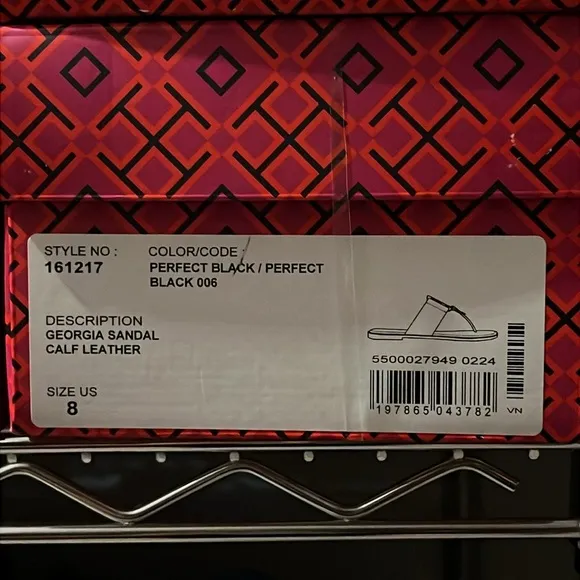 STYLE NO :
161217
COLOR/CODE :
PERFECT BLACK / PERFECT
BLACK 006
DESCRIPTION
GEORGIA SANDAL
CALF LEATHER
SIZE US
8
5500027949 0224
197865 043782
VN